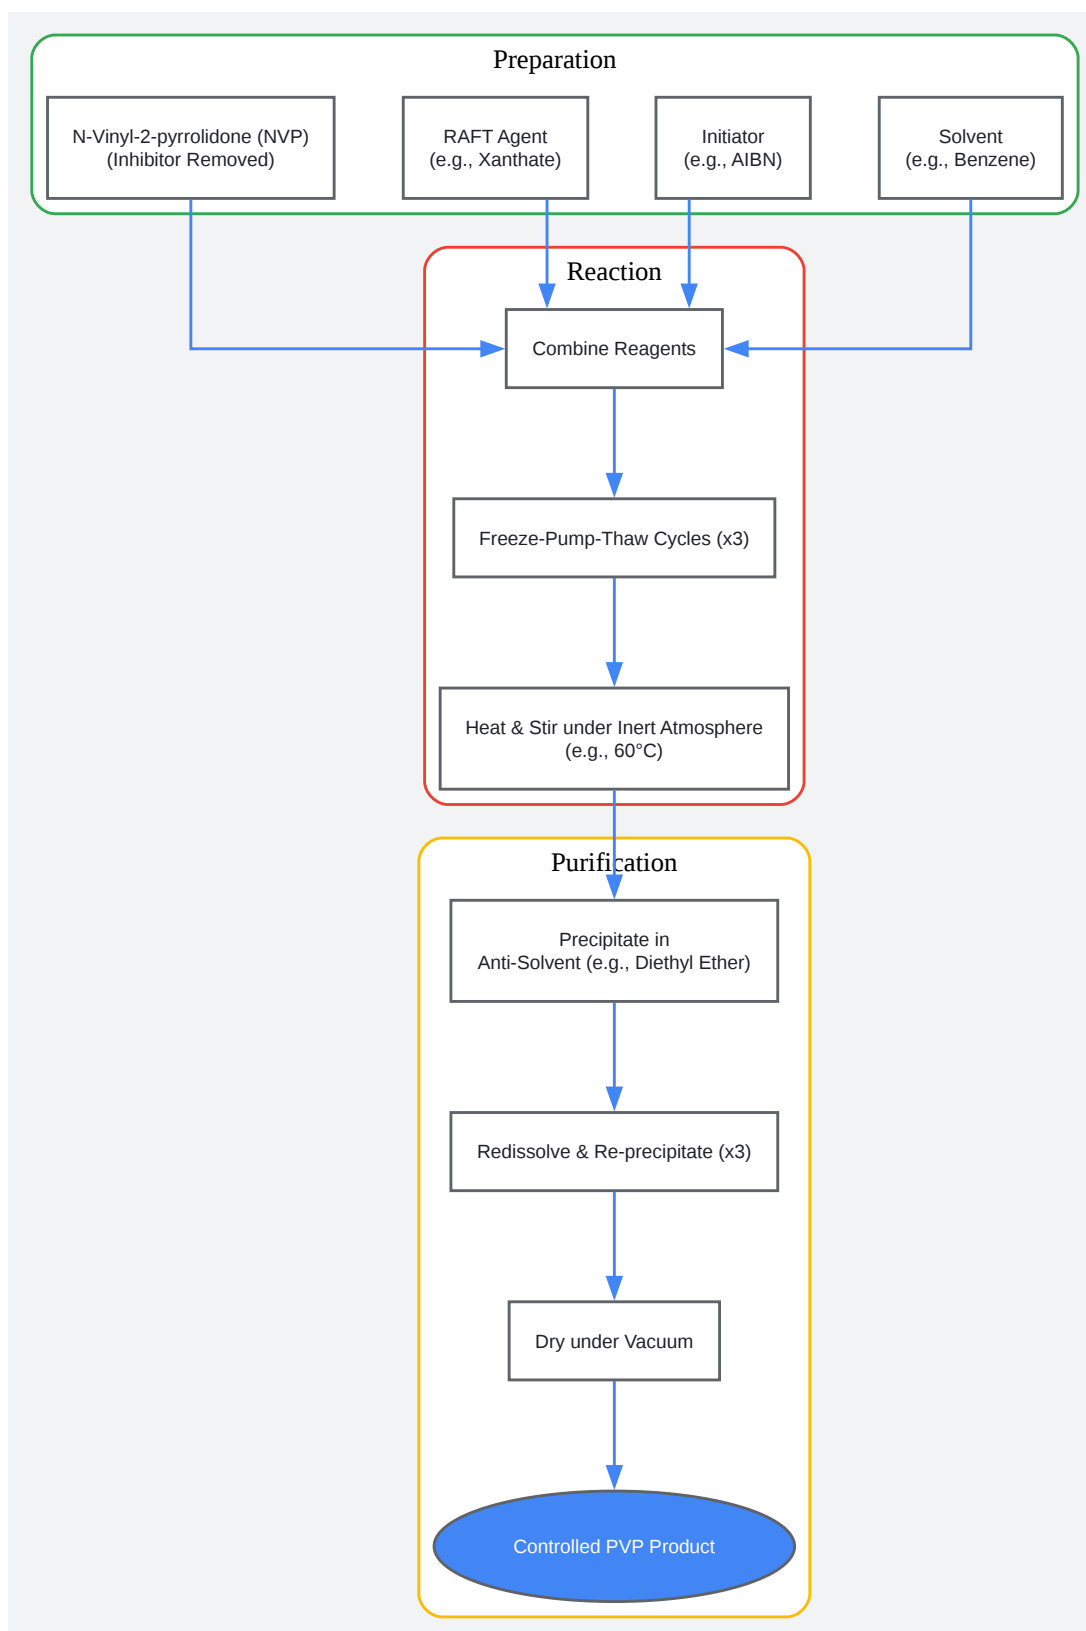 Preparation
N-Vinyl-2-pyrrolidone (NVP)
(Inhibitor Removed)
RAFT Agent
(e.g., Xanthate)
Initiator
(e.g., AIBN)
Solvent
(e.g., Benzene)
Reaction
Combine Reagents
Freeze-Pump-Thaw Cycles (x3)
Heat & Stir under Inert Atmosphere
(e.g., 60°C)
Purification
Precipitate in
Anti-Solvent (e.g., Diethyl Ether)
Redissolve & Re-precipitate (x3)
Dry under Vacuum
Controlled PVP Product